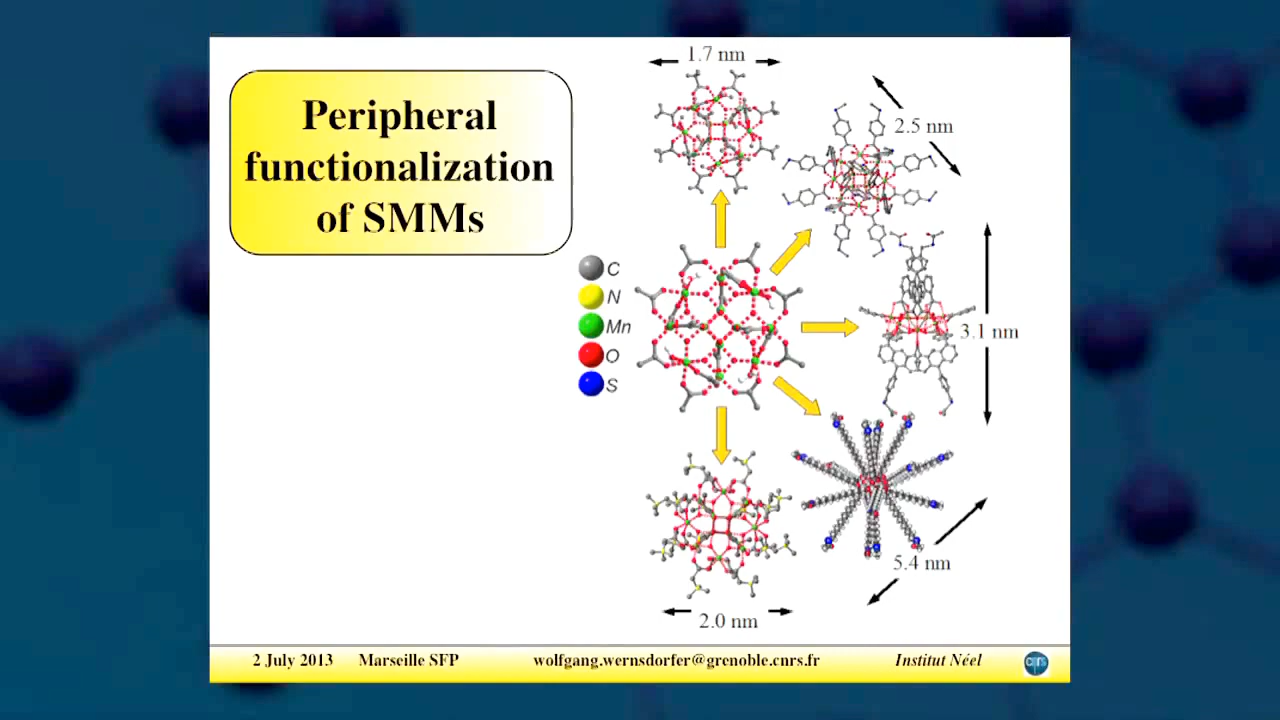 Peripheral
functionalization
of SMMs
1.7 nm
2.5 nm
C
N
Mn
O
S
3.1 nm
5.4 nm
2.0 nm
2 July 2013 Marseille SFP wolfgang.wernsdorfer@grenoble.cnrs.fr Institut Néel
cnrs